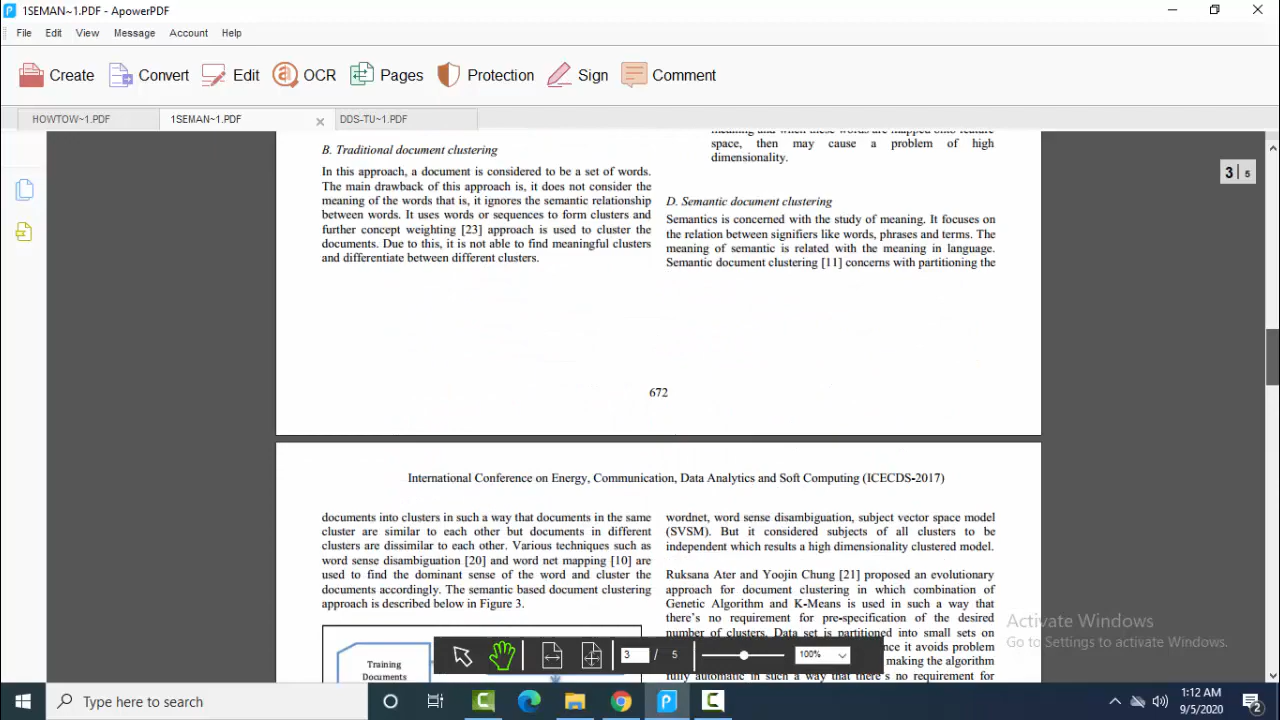 1SEMAN~1.PDF - ApowerPDF
File Edit View Message Account Help
Create Convert Edit OCR Pages Protection Sign Comment
HOWTOW~1.PDF 1SEMAN~1.PDF DDS-TU~1.PDF
B. Traditional document clustering
In this approach, a document is considered to be a set of words.
The main drawback of this approach is, it does not consider the
meaning of the words that is, it ignores the semantic relationship
between words. It uses words or sequences to form clusters and
further concept weighting [23] approach is used to cluster the
documents. Due to this, it is not able to find meaningful clusters
and differentiate between different clusters.
meaning and when these words are mapped onto feature
space, then may cause a problem of high
dimensionality.
D. Semantic document clustering
Semantics is concerned with the study of meaning. It focuses on
the relation between signifiers like words, phrases and terms. The
meaning of semantic is related with the meaning in language.
Semantic document clustering [11] concerns with partitioning the
3 | 5
672
International Conference on Energy, Communication, Data Analytics and Soft Computing (ICECDS-2017)
documents into clusters in such a way that documents in the same
cluster are similar to each other but documents in different
clusters are dissimilar to each other. Various techniques such as
word sense disambiguation [20] and word net mapping [10] are
used to find the dominant sense of the word and cluster the
documents accordingly. The semantic based document clustering
approach is described below in Figure 3.
Training
Documents
wordnet, word sense disambiguation, subject vector space model
(SVSM). But it considered subjects of all clusters to be
independent which results a high dimensionality clustered model.
Ruksana Ater and Yoojin Chung [21] proposed an evolutionary
approach for document clustering in which combination of
Genetic Algorithm and K-Means is used in such a way that
there's no requirement for pre-specification of the desired
number of clusters. Data set is partitioned into small sets on
nce it avoids problem
making the algorithm
fully automatic in such a way that there's no requirement for
3 / 5 100%
Activate Windows
Go to Settings to activate Windows.
Type here to search
1:12 AM
9/5/2020
2